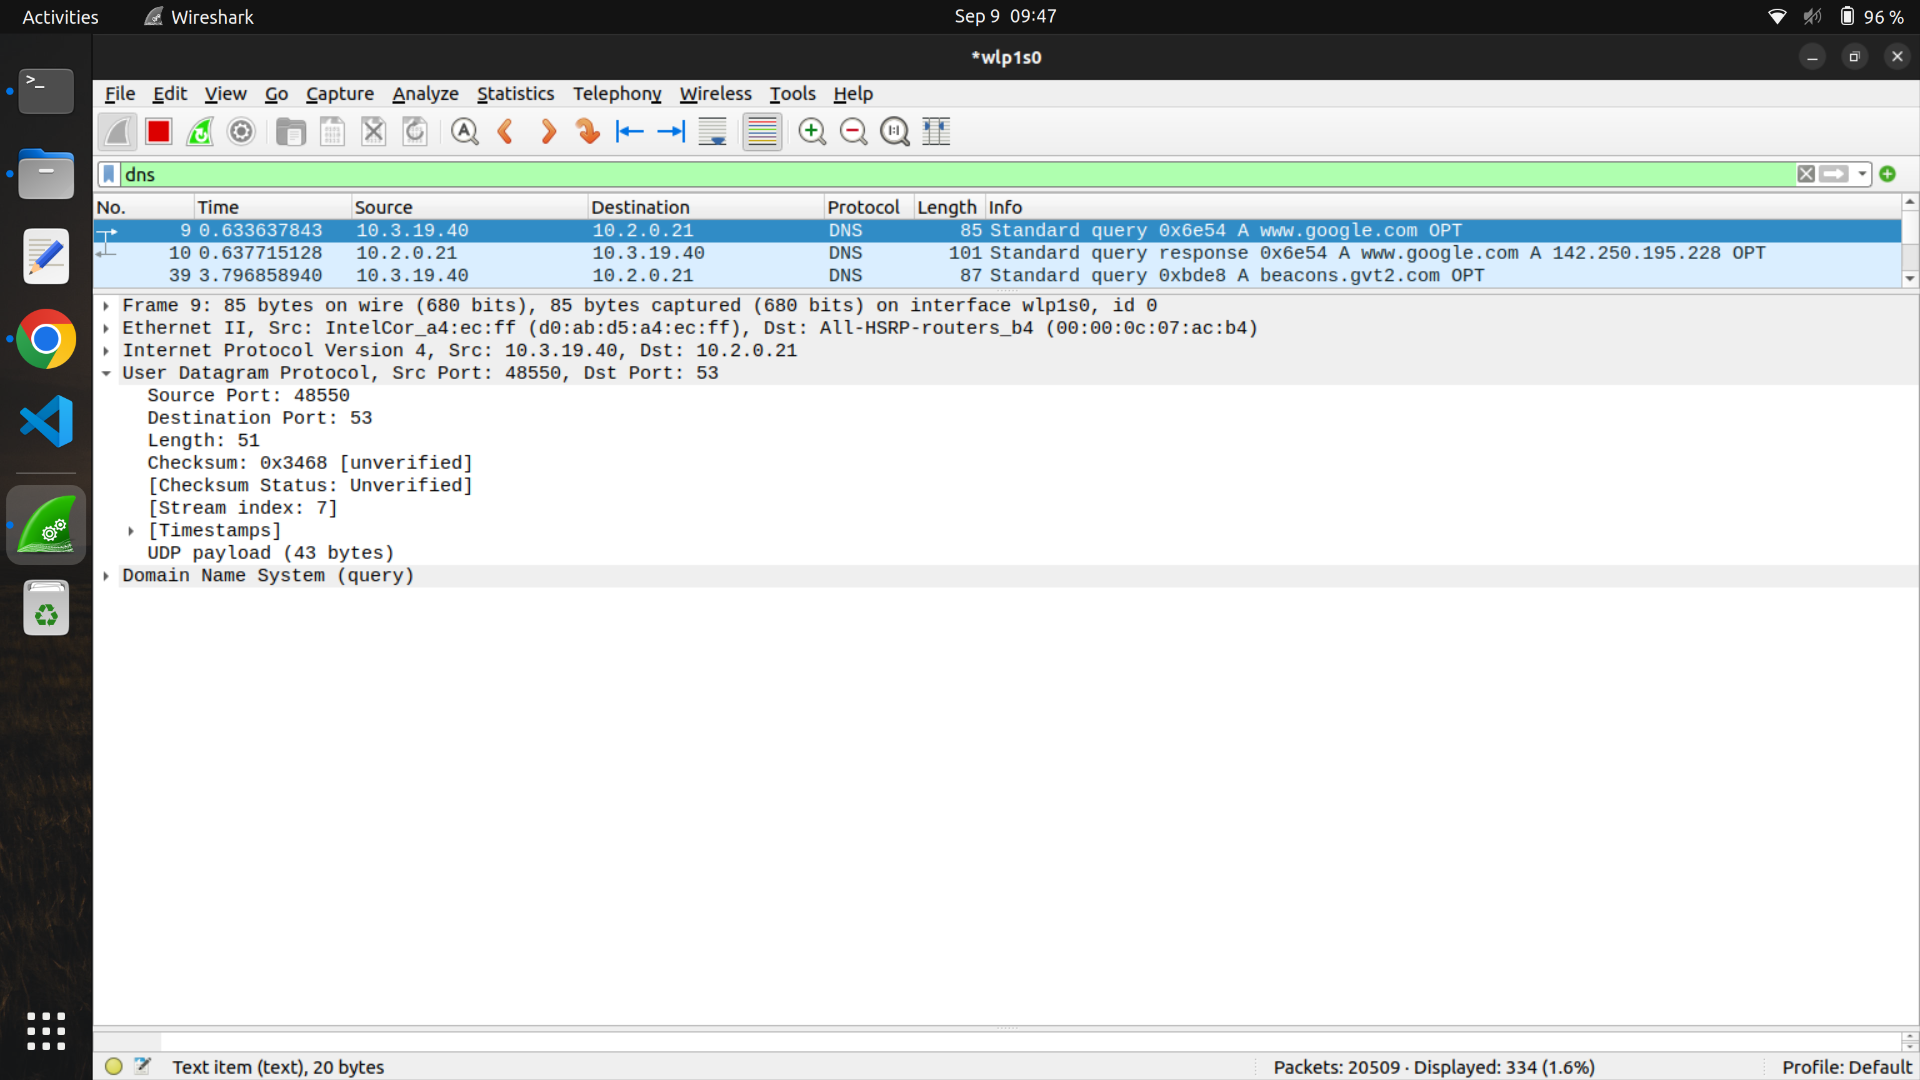 Activities Wireshark Sep 9 09:47 96 %
*wlp1s0
File Edit View Go Capture Analyze Statistics Telephony Wireless Tools Help
dns
No. Time Source Destination Protocol Length Info
9 0.633637843 10.3.19.40 10.2.0.21 DNS 85 Standard query 0x6e54 A www.google.com OPT
10 0.637715128 10.2.0.21 10.3.19.40 DNS 101 Standard query response 0x6e54 A www.google.com A 142.250.195.228 OPT
39 3.796858940 10.3.19.40 10.2.0.21 DNS 87 Standard query 0xbde8 A beacons.gvt2.com OPT
Frame 9: 85 bytes on wire (680 bits), 85 bytes captured (680 bits) on interface wlp1s0, id 0
Ethernet II, Src: IntelCor_a4:ec:ff (d0:ab:d5:a4:ec:ff), Dst: All-HSRP-routers_b4 (00:00:0c:07:ac:b4)
Internet Protocol Version 4, Src: 10.3.19.40, Dst: 10.2.0.21
User Datagram Protocol, Src Port: 48550, Dst Port: 53
Source Port: 48550
Destination Port: 53
Length: 51
Checksum: 0x3468 [unverified]
[Checksum Status: Unverified]
[Stream index: 7]
[Timestamps]
UDP payload (43 bytes)
Domain Name System (query)
Text item (text), 20 bytes Packets: 20509 · Displayed: 334 (1.6%) Profile: Default